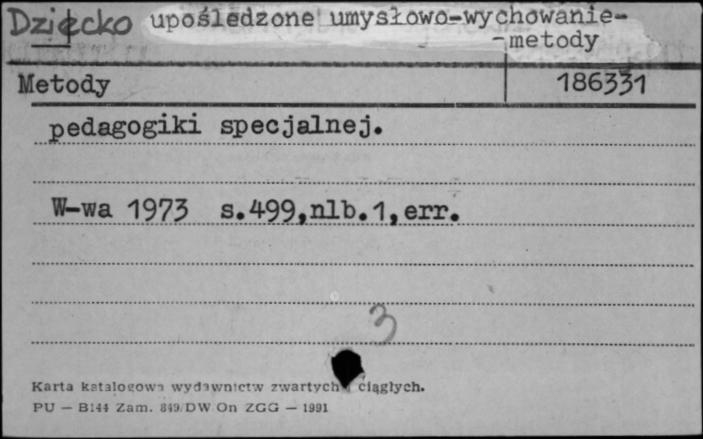 Dziecko upośledzone umysłowo-wychowanie-
-metody
Metody 186331
pedagogiki specjalnej.
W-wa 1973 s.499,nlb.1,err.
3
Karta katalogowa wydawnictw zwartych i ciągłych.
PU — B144 Zam. 849/DW On ZGG — 1991